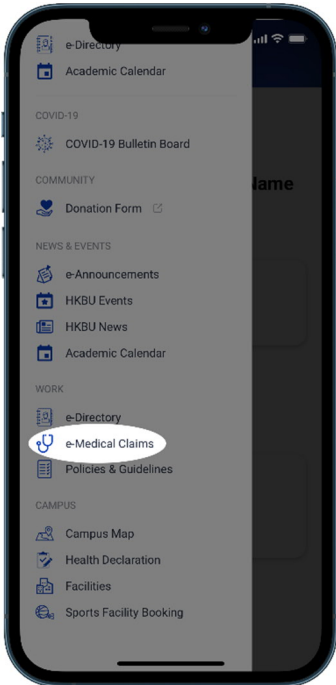 e-Directory
Academic Calendar
COVID-19
COVID-19 Bulletin Board
COMMUNITY
Name
Donation Form
NEWS & EVENTS
e-Announcements
HKBU Events
HKBU News
Academic Calendar
WORK
e-Directory
e-Medical Claims
Policies & Guidelines
CAMPUS
Campus Map
Health Declaration
Facilities
Sports Facility Booking